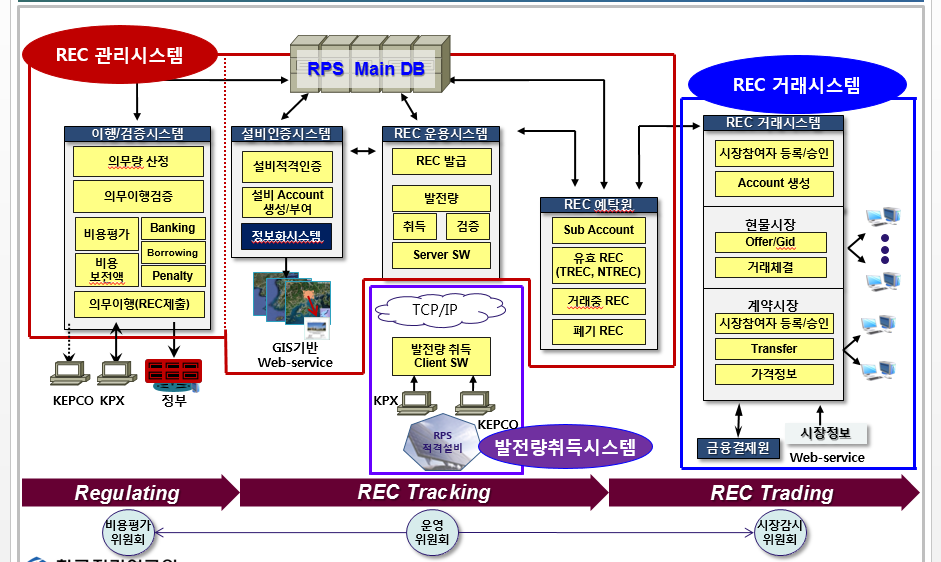 REC 관리시스템
RPS Main DB
REC 거래시스템
이행/검증시스템
의무량 산정
의무이행검증
비용평가
Banking
Borrowing
비용
보전액
Penalty
의무이행(REC제출)
KEPCO
KPX
정부
설비인증시스템
설비적격인증
설비 Account
생성/부여
정보화시스템
GIS기반
Web-service
REC 운용시스템
REC 발급
발전량
취득
검증
Server SW
TCP/IP
발전량 취득
Client SW
KPX
KEPCO
RPS
적격설비
발전량취득시스템
REC 예탁원
Sub Account
유효 REC
(TREC, NTREC)
거래중 REC
폐기 REC
REC 거래시스템
시장참여자 등록/승인
Account 생성
현물시장
Offer/Gid
거래체결
계약시장
시장참여자 등록/승인
Transfer
가격정보
금융결제원
시장정보
Web-service
Regulating
REC Tracking
REC Trading
비용평가
위원회
운영
위원회
시장감시
위원회